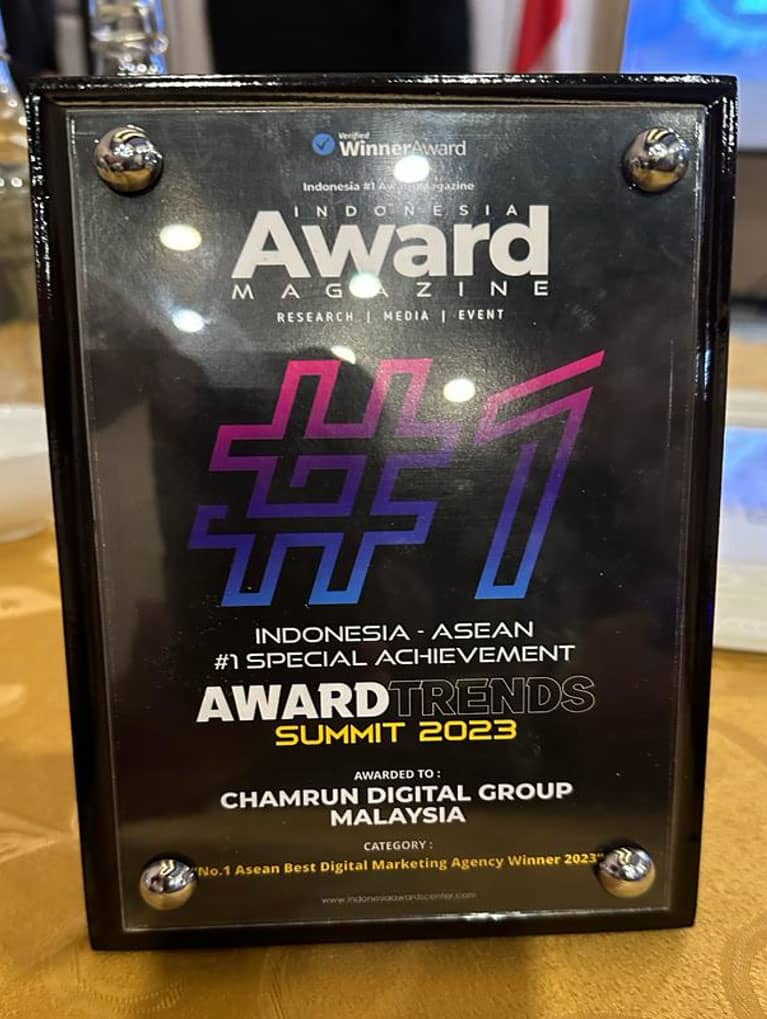 Verified
WinnerAward
Indonesia #1 Award Magazine
INDONESIA
Award
MAGAZINE
RESEARCH | MEDIA | EVENT
#1
INDONESIA - ASEAN
#1 SPECIAL ACHIEVEMENT
AWARDTRENDS
SUMMIT 2023
AWARDED TO :
CHAMRUN DIGITAL GROUP
MALAYSIA
CATEGORY :
"No.1 Asean Best Digital Marketing Agency Winner 2023"
www.indonesiaawardscenter.com